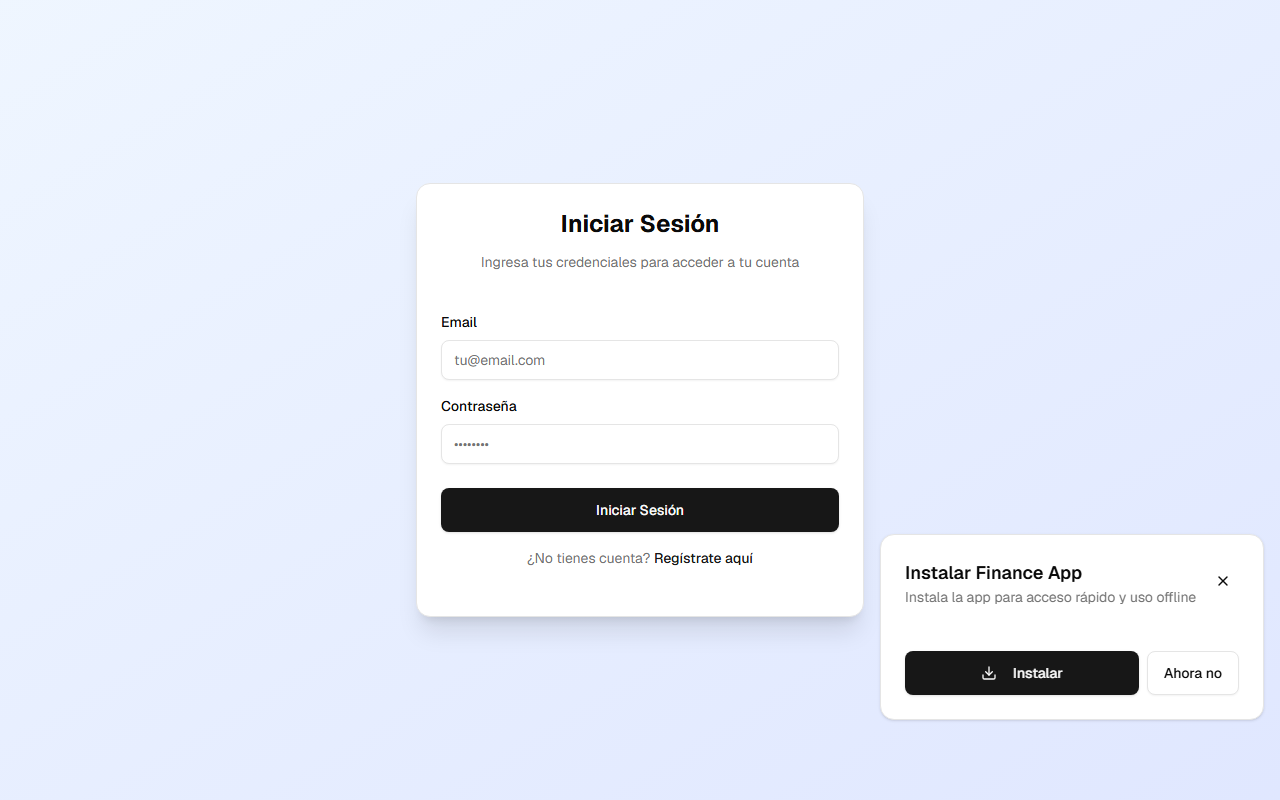 Iniciar Sesión
Ingresa tus credenciales para acceder a tu cuenta
Email
tu@email.com
Contraseña
••••••••
Iniciar Sesión
¿No tienes cuenta? Regístrate aquí
Instalar Finance App
Instala la app para acceso rápido y uso offline
Instalar
Ahora no